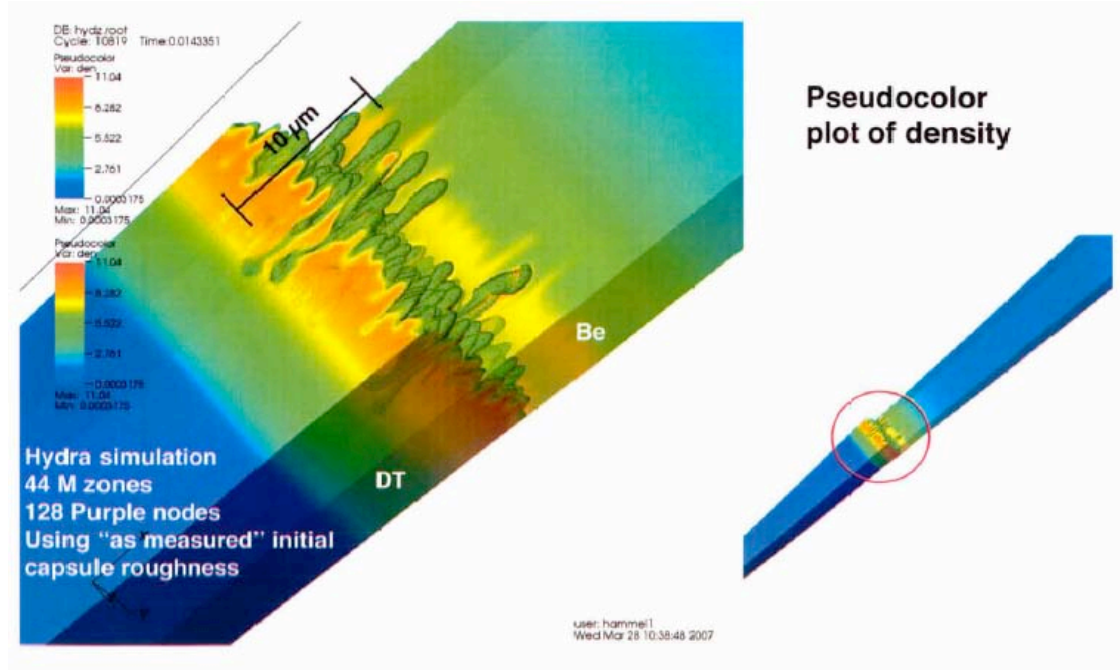 DB: hydz.root
Cycle: 10819 Time:0.0143351
Pseudocolor
Var: den
11.04
8.282
5.522
2.761
0.0003175
Max: 11.04
Min: 0.0003175
Pseudocolor
Var: den
11.04
8.282
5.522
2.761
0.0003175
Max: 11.04
Min: 0.0003175
10 µm
Be
DT
Hydra simulation
44 M zones
128 Purple nodes
Using “as measured” initial
capsule roughness
Pseudocolor
plot of density
user: hammel1
Wed Mar 28 10:38:48 2007